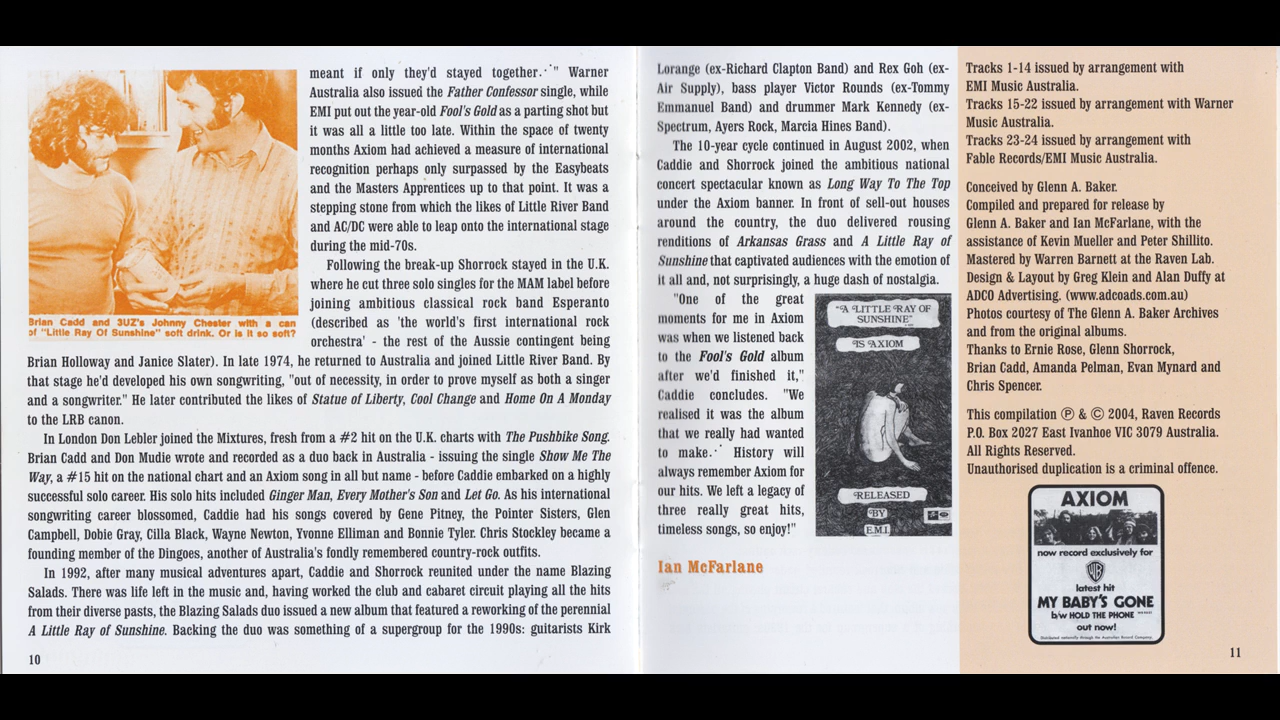 Brian Cadd and 3UZ's Johnny Chester with a can
of "Little Ray Of Sunshine" soft drink. Or is it so soft?
meant if only they'd stayed together..." Warner
Australia also issued the Father Confessor single, while
EMI put out the year-old Fool's Gold as a parting shot but
it was all a little too late. Within the space of twenty
months Axiom had achieved a measure of international
recognition perhaps only surpassed by the Easybeats
and the Masters Apprentices up to that point. It was a
stepping stone from which the likes of Little River Band
and AC/DC were able to leap onto the international stage
during the mid-70s.
Following the break-up Shorrock stayed in the U.K.
where he cut three solo singles for the MAM label before
joining ambitious classical rock band Esperanto
(described as 'the world's first international rock
orchestra' - the rest of the Aussie contingent being
Brian Holloway and Janice Slater). In late 1974, he returned to Australia and joined Little River Band. By
that stage he'd developed his own songwriting, "out of necessity, in order to prove myself as both a singer
and a songwriter." He later contributed the likes of Statue of Liberty, Cool Change and Home On A Monday
to the LRB canon.
In London Don Lebler joined the Mixtures, fresh from a #2 hit on the U.K. charts with The Pushbike Song.
Brian Cadd and Don Mudie wrote and recorded as a duo back in Australia - issuing the single Show Me The
Way, a #15 hit on the national chart and an Axiom song in all but name - before Caddie embarked on a highly
successful solo career. His solo hits included Ginger Man, Every Mother's Son and Let Go. As his international
songwriting career blossomed, Caddie had his songs covered by Gene Pitney, the Pointer Sisters, Glen
Campbell, Dobie Gray, Cilla Black, Wayne Newton, Yvonne Elliman and Bonnie Tyler. Chris Stockley became a
founding member of the Dingoes, another of Australia's fondly remembered country-rock outfits.
In 1992, after many musical adventures apart, Caddie and Shorrock reunited under the name Blazing
Salads. There was life left in the music and, having worked the club and cabaret circuit playing all the hits
from their diverse pasts, the Blazing Salads duo issued a new album that featured a reworking of the perennial
A Little Ray of Sunshine. Backing the duo was something of a supergroup for the 1990s: guitarists Kirk
10
Lorange (ex-Richard Clapton Band) and Rex Goh (ex-
Air Supply), bass player Victor Rounds (ex-Tommy
Emmanuel Band) and drummer Mark Kennedy (ex-
Spectrum, Ayers Rock, Marcia Hines Band).
The 10-year cycle continued in August 2002, when
Caddie and Shorrock joined the ambitious national
concert spectacular known as Long Way To The Top
under the Axiom banner. In front of sell-out houses
around the country, the duo delivered rousing
renditions of Arkansas Grass and A Little Ray of
Sunshine that captivated audiences with the emotion of
it all and, not surprisingly, a huge dash of nostalgia.
"One of the great
moments for me in Axiom
was when we listened back
to the Fool's Gold album
after we'd finished it,"
Caddie concludes. "We
realised it was the album
that we really had wanted
to make... History will
always remember Axiom for
our hits. We left a legacy of
three really great hits,
timeless songs, so enjoy!"
Ian McFarlane
"A LITTLE RAY OF
SUNSHINE"
IS AXIOM
RELEASED
BY
E.M.I.
Tracks 1-14 issued by arrangement with
EMI Music Australia.
Tracks 15-22 issued by arrangement with Warner
Music Australia.
Tracks 23-24 issued by arrangement with
Fable Records/EMI Music Australia.
Conceived by Glenn A. Baker.
Compiled and prepared for release by
Glenn A. Baker and Ian McFarlane, with the
assistance of Kevin Mueller and Peter Shillito.
Mastered by Warren Barnett at the Raven Lab.
Design & Layout by Greg Klein and Alan Duffy at
ADCO Advertising. (www.adcoads.com.au)
Photos courtesy of The Glenn A. Baker Archives
and from the original albums.
Thanks to Ernie Rose, Glenn Shorrock,
Brian Cadd, Amanda Pelman, Evan Mynard and
Chris Spencer.
This compilation Ⓟ & © 2004, Raven Records
P.O. Box 2027 East Ivanhoe VIC 3079 Australia.
All Rights Reserved.
Unauthorised duplication is a criminal offence.
AXIOM
now record exclusively for
WB
latest hit
MY BABY'S GONE
b/w HOLD THE PHONE
out now!
Distributed nationally through the Australian Record Company.
11